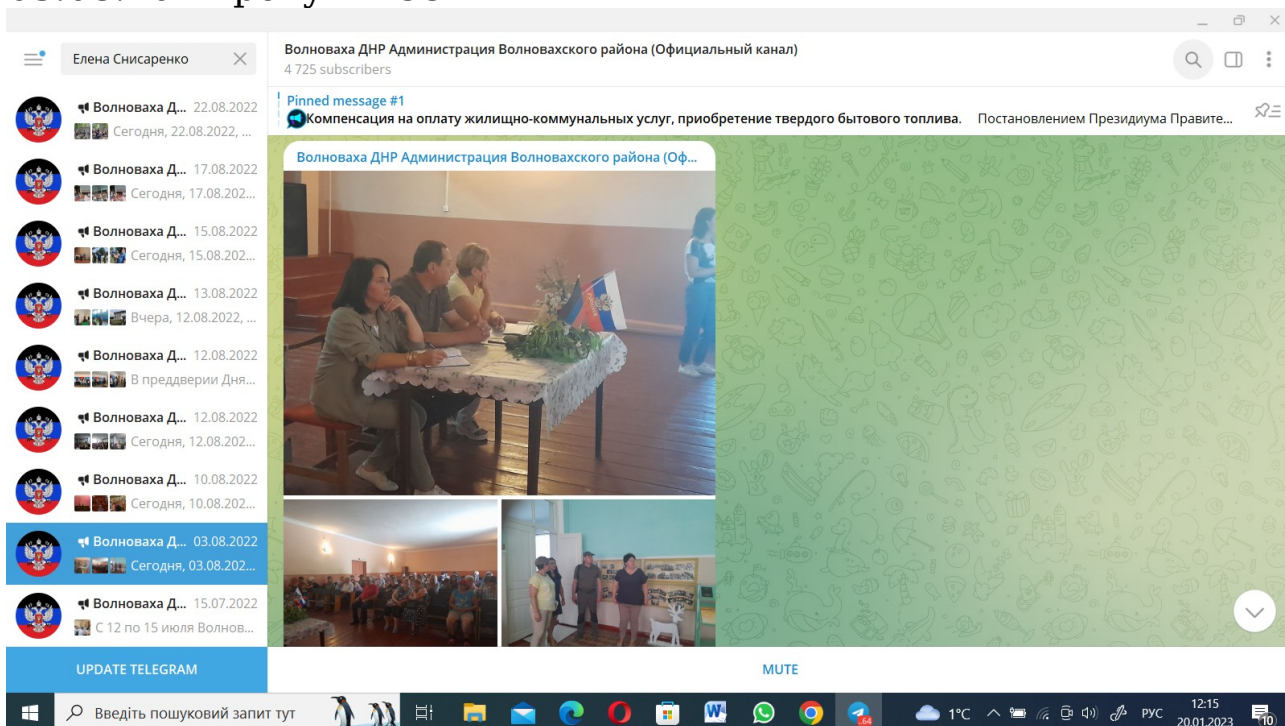 Елена Снисаренко
Волноваха ДНР Администрация Волновахского района (Официальный канал)
4 725 subscribers
Pinned message #1
Компенсация на оплату жилищно-коммунальных услуг, приобретение твердого бытового топлива. Постановлением Президиума Правите...
Волноваха Д... 22.08.2022
Сегодня, 22.08.2022, ...
Волноваха Д... 17.08.2022
Сегодня, 17.08.202...
Волноваха Д... 15.08.2022
Сегодня, 15.08.202...
Волноваха Д... 13.08.2022
Вчера, 12.08.2022, ...
Волноваха Д... 12.08.2022
В преддверии Дня...
Волноваха Д... 12.08.2022
Сегодня, 12.08.202...
Волноваха Д... 10.08.2022
Сегодня, 10.08.202...
Волноваха Д... 03.08.2022
Сегодня, 03.08.202...
Волноваха Д... 15.07.2022
С 12 по 15 июля Волнов...
UPDATE TELEGRAM
Волноваха ДНР Администрация Волновахского района (Оф...
MUTE
Введіть пошуковий запит тут
.64
1°C
РУС
12:15
20.01.2023